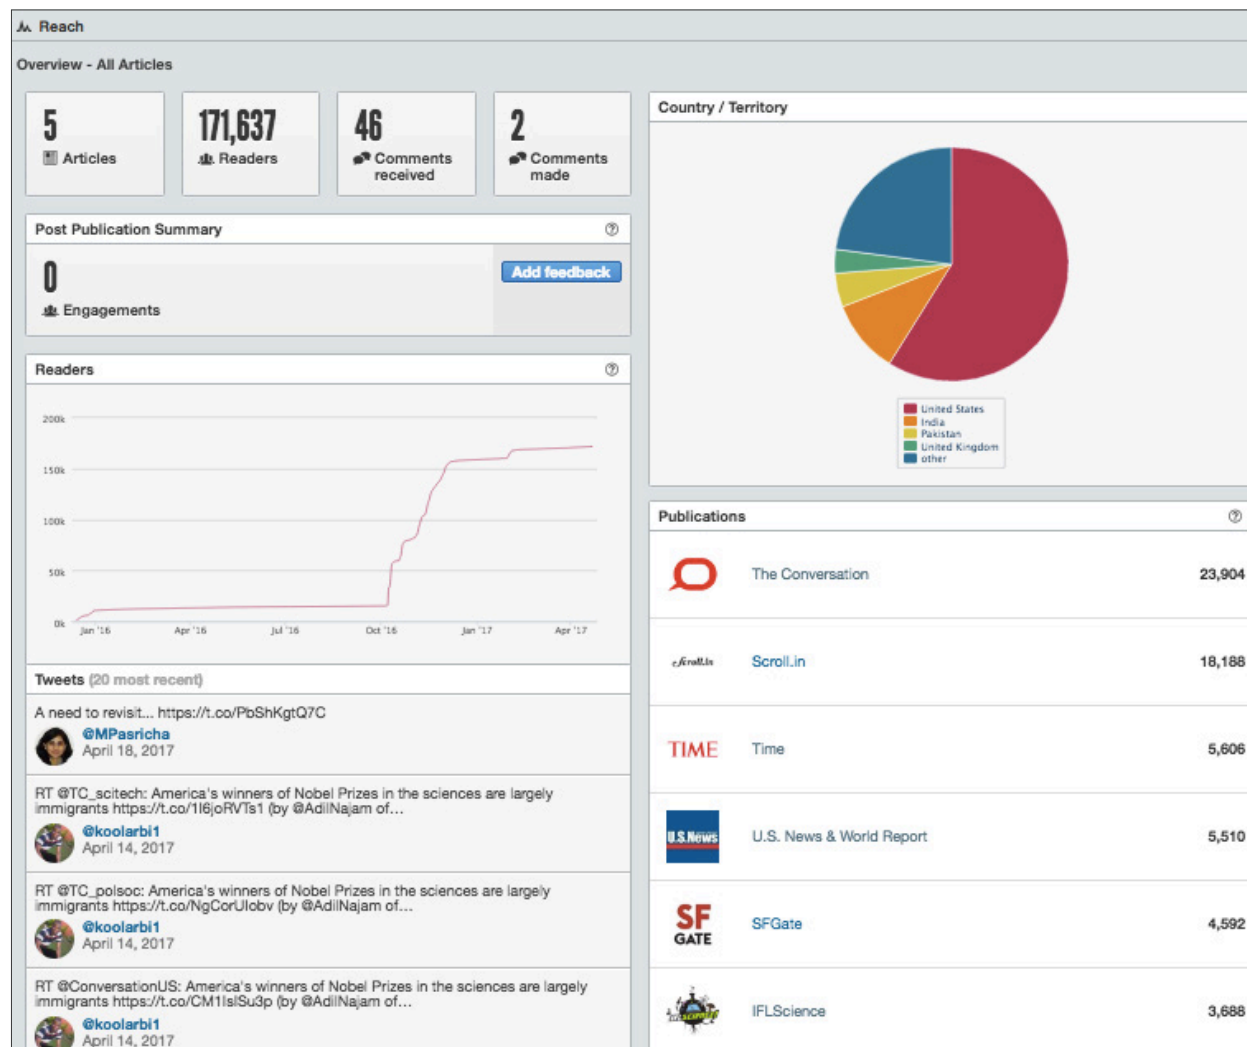 Reach
Overview - All Articles
5
Articles
171,637
Readers
46
Comments
received
2
Comments
made
Post Publication Summary
0
Engagements
Add feedback
Readers
200k
150k
100k
50k
0k
Jan '16
Apr '16
Jul '16
Oct '16
Jan '17
Apr '17
Tweets (20 most recent)
A need to revisit... https://t.co/PbShKgtQ7C
@MPasricha
April 18, 2017
RT @TC_scitech: America's winners of Nobel Prizes in the sciences are largely
immigrants https://t.co/1I6joRVTs1 (by @AdilNajam of...
@koolarbi1
April 14, 2017
RT @TC_polsoc: America's winners of Nobel Prizes in the sciences are largely
immigrants https://t.co/NgCorUIobv (by @AdilNajam of...
@koolarbi1
April 14, 2017
RT @ConversationUS: America's winners of Nobel Prizes in the sciences are largely
immigrants https://t.co/CM1IsISu3p (by @AdilNajam of...
@koolarbi1
April 14, 2017
Country / Territory
United States
India
Pakistan
United Kingdom
other
Publications
The Conversation
23,904
Scroll.in
Scroll.in
18,188
TIME
Time
5,606
U.S.News
U.S. News & World Report
5,510
SF
GATE
SFGate
4,592
IFLScience
3,688